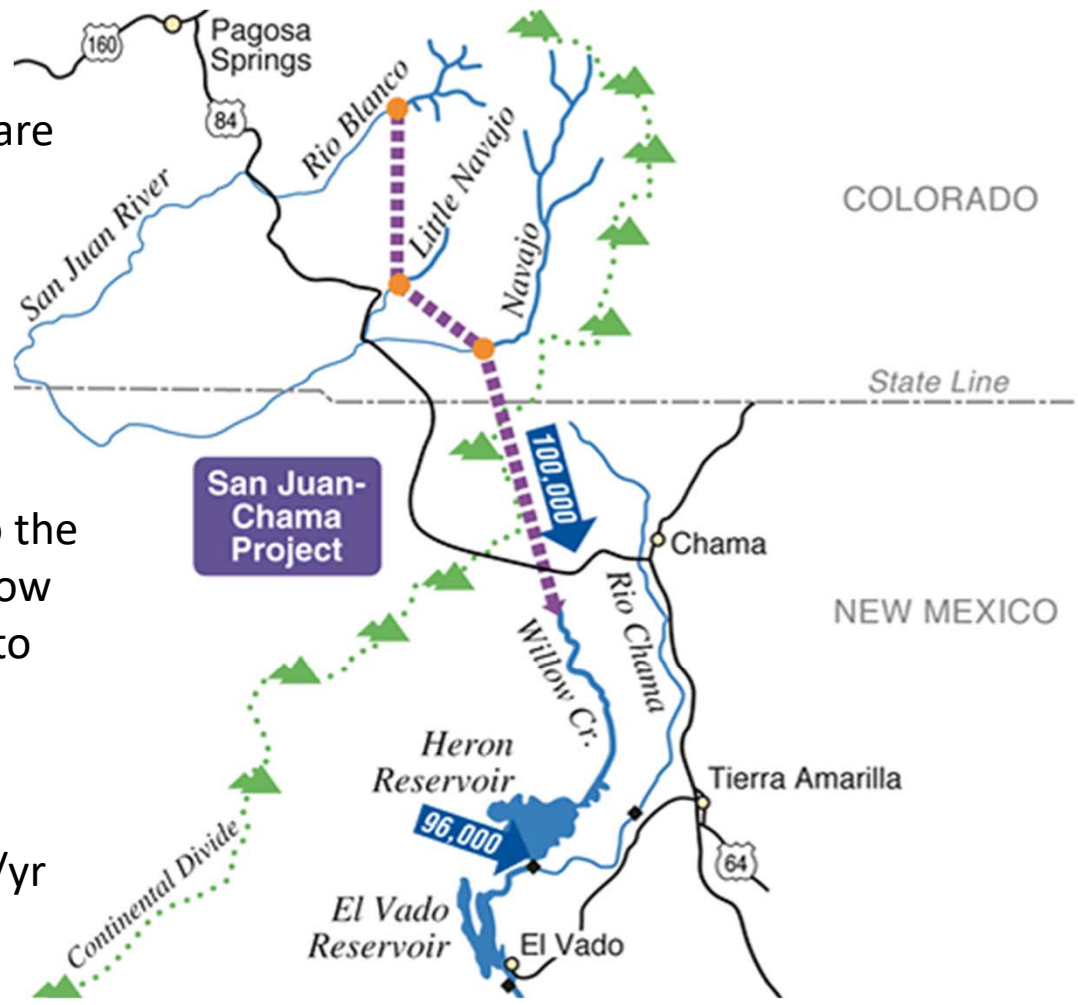 160
Pagosa
Springs
are
84
Rio Blanco
Little Navajo
San Juan River
Navajo
COLORADO
State Line
San Juan-
Chama
Project
100,000
o the
ow
to
Chama
Rio Chama
NEW MEXICO
Willow Cr.
Heron
Reservoir
Tierra Amarilla
96,000
64
/yr
Continental Divide
El Vado
Reservoir
El Vado